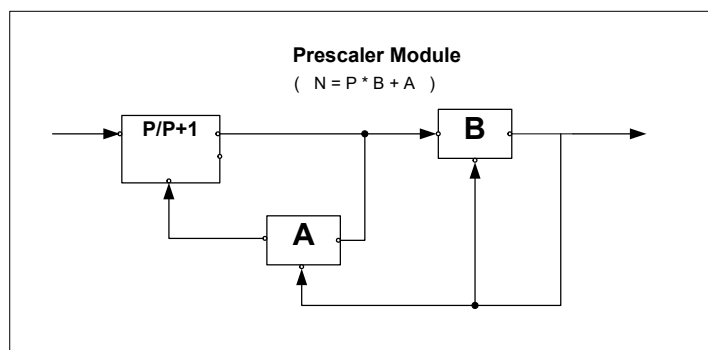 Prescaler Module
( N = P * B + A )
P/P+1
B
A